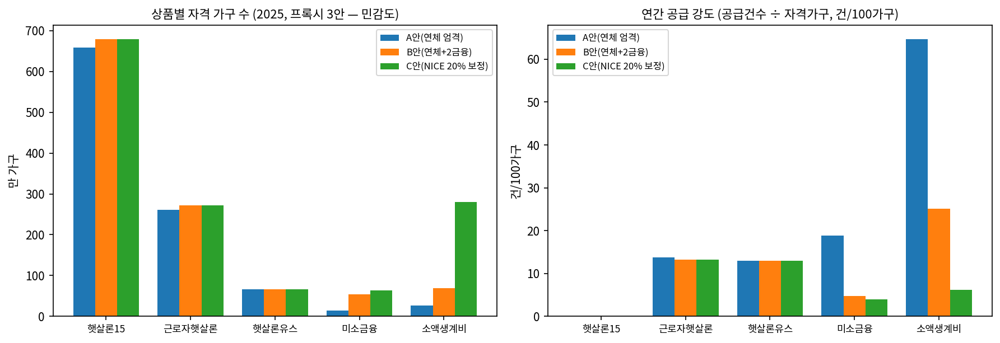 상품별 자격 가구 수 (2025, 프록시 3안 — 민감도)
만 가구
700
600
500
400
300
200
100
0
A안(연체 엄격)
B안(연체+2금융)
C안(NICE 20% 보정)
햇살론15 근로자햇살론 햇살론유스 미소금융 소액생계비
연간 공급 강도 (공급건수 ÷ 자격가구, 건/100가구)
건/100가구
60
50
40
30
20
10
0
A안(연체 엄격)
B안(연체+2금융)
C안(NICE 20% 보정)
햇살론15 근로자햇살론 햇살론유스 미소금융 소액생계비